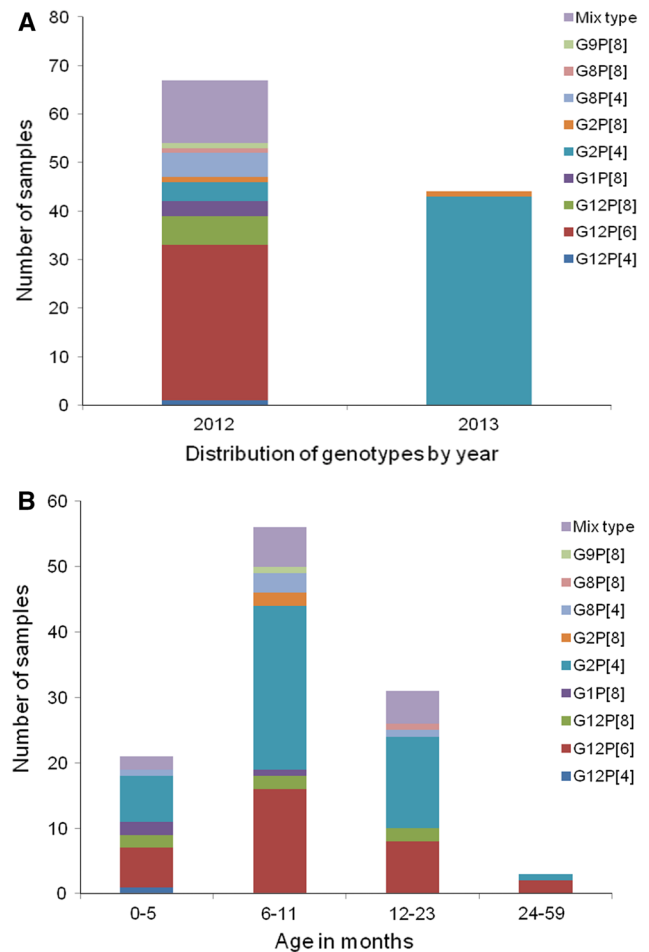 A
80
70
60
50
40
30
20
10
0
Number of samples
2012
2013
Distribution of genotypes by year
Mix type
G9P[8]
G8P[8]
G8P[4]
G2P[8]
G2P[4]
G1P[8]
G12P[8]
G12P[6]
G12P[4]
B
60
50
40
30
20
10
0
Number of samples
0-5
6-11
12-23
24-59
Age in months
Mix type
G9P[8]
G8P[8]
G8P[4]
G2P[8]
G2P[4]
G1P[8]
G12P[8]
G12P[6]
G12P[4]